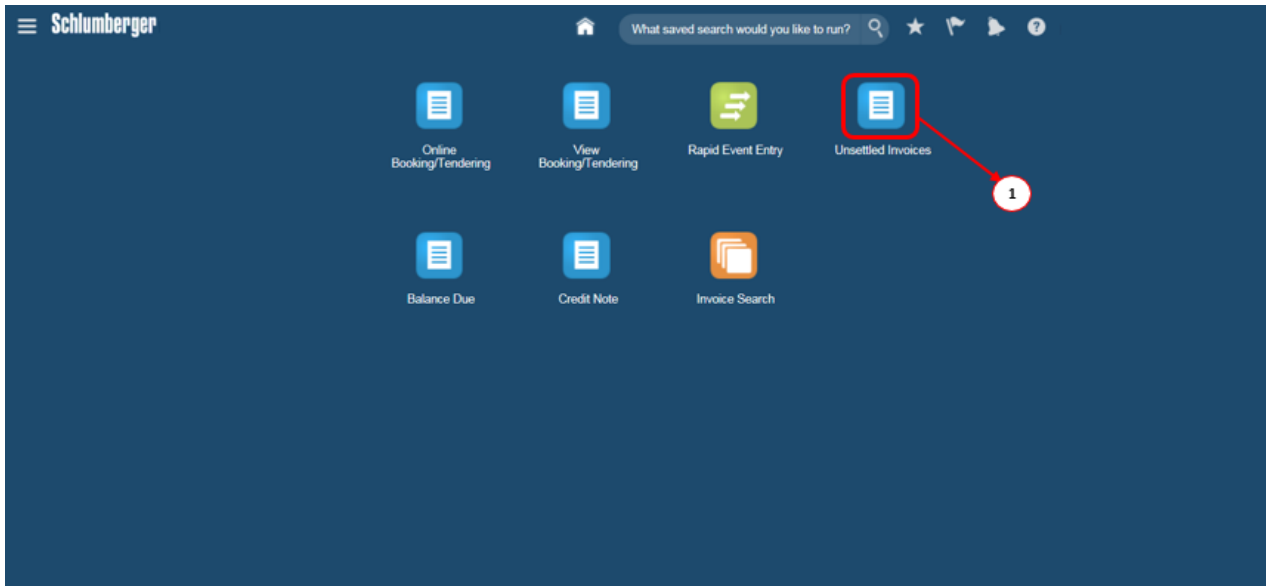 Schlumberger
What saved search would you like to run?
?
Online
Booking/Tendering
View
Booking/Tendering
Rapid Event Entry
Unsettled Invoices
1
Balance Due
Credit Note
Invoice Search